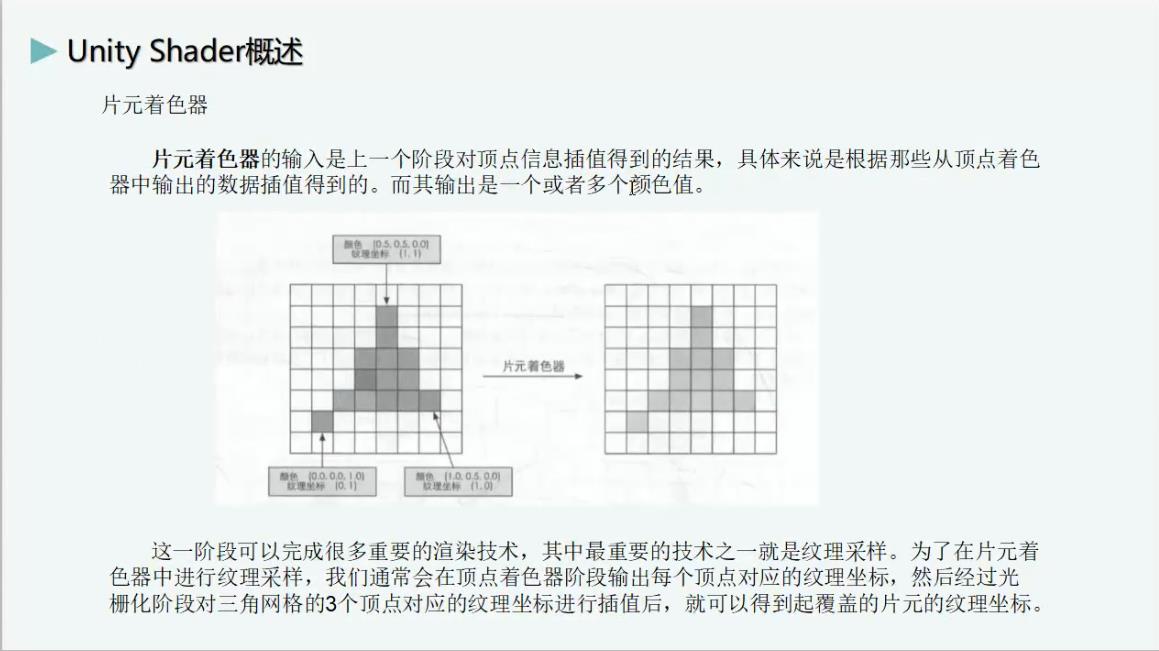 Unity Shader概述
片元着色器
片元着色器的输入是上一个阶段对顶点信息插值得到的结果，具体来说是根据那些从顶点着色
器中输出的数据插值得到的。而其输出是一个或者多个颜色值。
颜色 (0.5, 0.5, 0.0)
纹理坐标 (1, 1)
片元着色器
颜色 (0.0, 0.0, 1.0)
纹理坐标 (0, 1)
颜色 (1.0, 0.5, 0.0)
纹理坐标 (1, 0)
这一阶段可以完成很多重要的渲染技术，其中最重要的技术之一就是纹理采样。为了在片元着
色器中进行纹理采样，我们通常会在顶点着色器阶段输出每个顶点对应的纹理坐标，然后经过光
栅化阶段对三角网格的3个顶点对应的纹理坐标进行插值后，就可以得到起覆盖的片元的纹理坐标。